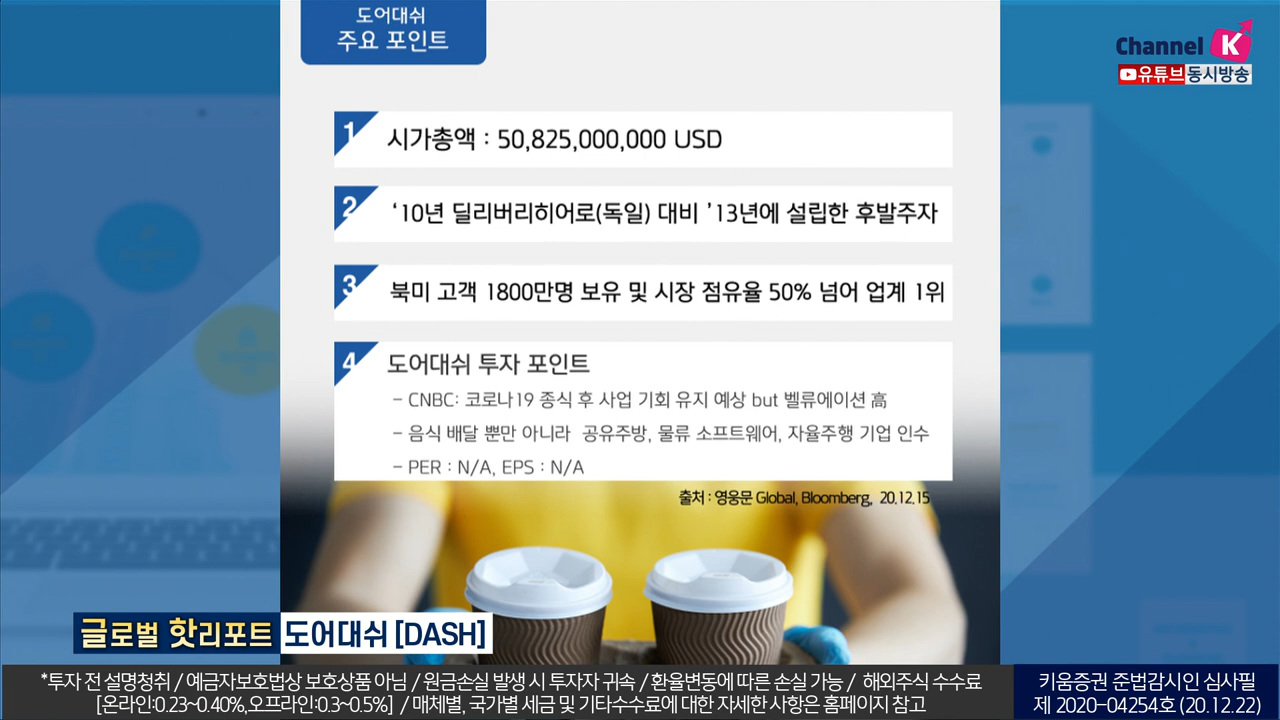 도어대쉬
주요 포인트
Channel K
유튜브동시방송
1 시가총액 : 50,825,000,000 USD
2 ‘10년 딜리버리히어로(독일) 대비 ’13년에 설립한 후발주자
3 북미 고객 1800만명 보유 및 시장 점유율 50% 넘어 업계 1위
4 도어대쉬 투자 포인트
- CNBC: 코로나19 종식 후 사업 기회 유지 예상 but 벨류에이션 高
- 음식 배달 뿐만 아니라 공유주방, 물류 소프트웨어, 자율주행 기업 인수
- PER : N/A, EPS : N/A
출처 : 영웅문 Global, Bloomberg, 20.12.15
글로벌 핫리포트 도어대쉬 [DASH]
*투자 전 설명청취 / 예금자보호법상 보호상품 아님 / 원금손실 발생 시 투자자 귀속 / 환율변동에 따른 손실 가능 / 해외주식 수수료
[온라인:0.23~0.40%,오프라인:0.3~0.5%] / 매체별, 국가별 세금 및 기타수수료에 대한 자세한 사항은 홈페이지 참고
키움증권 준법감시인 심사필
제 2020-04254호 (20.12.22)